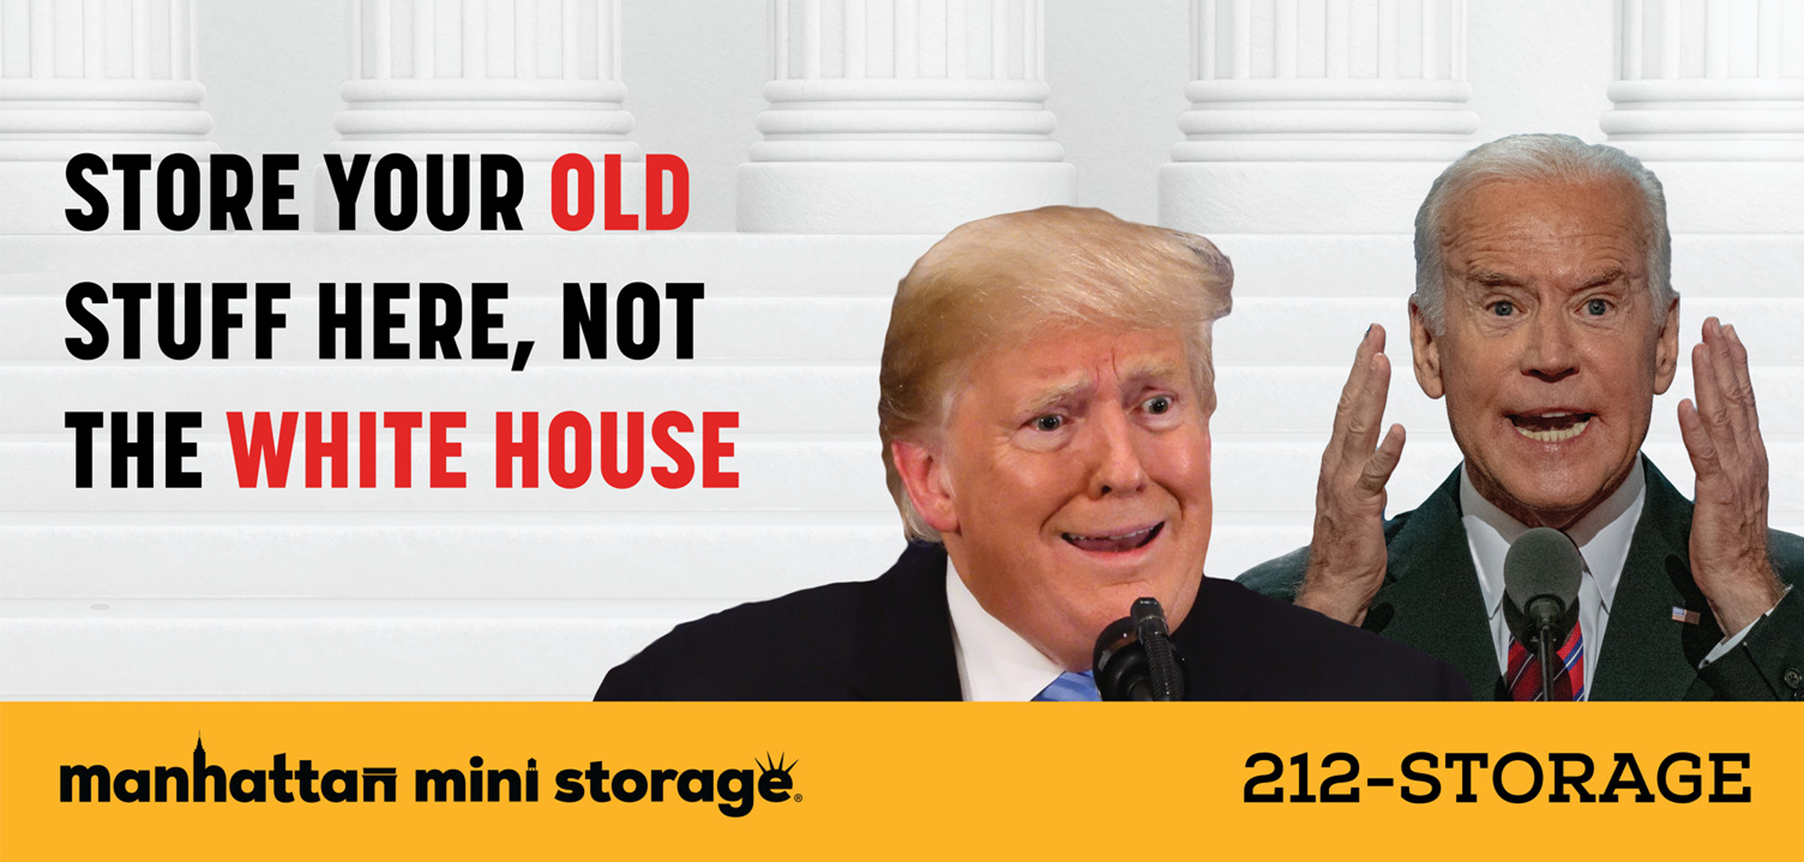 STORE YOUR OLD
STUFF HERE, NOT
THE WHITE HOUSE
manhattan mini storage®
212-STORAGE